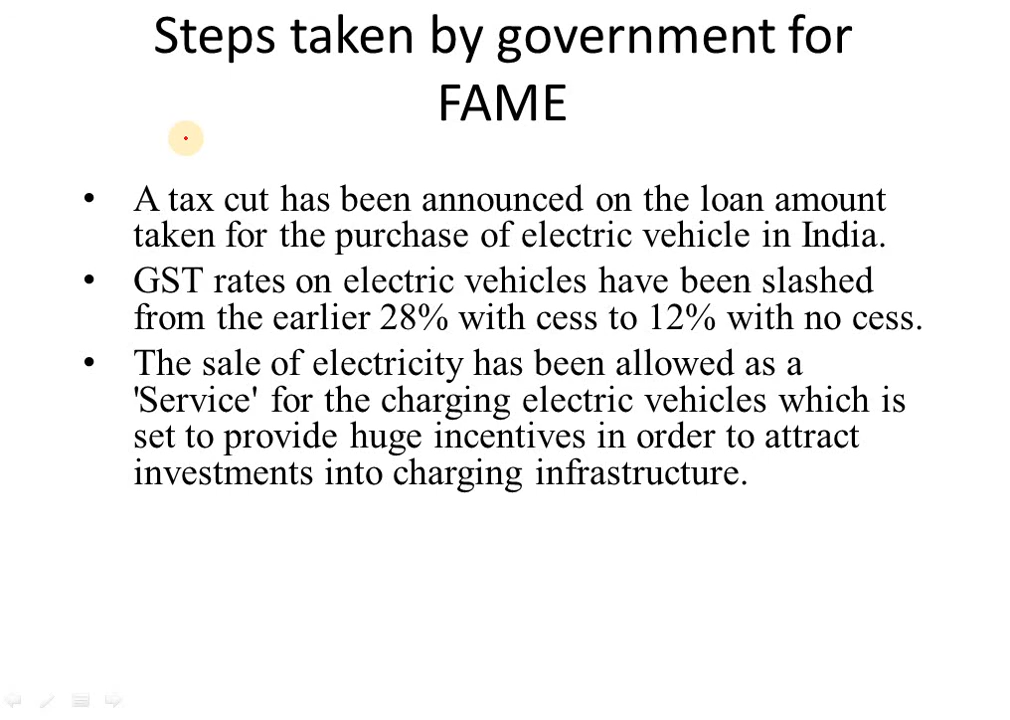 Steps taken by government for
FAME
• A tax cut has been announced on the loan amount
taken for the purchase of electric vehicle in India.
• GST rates on electric vehicles have been slashed
from the earlier 28% with cess to 12% with no cess.
• The sale of electricity has been allowed as a
'Service' for the charging electric vehicles which is
set to provide huge incentives in order to attract
investments into charging infrastructure.